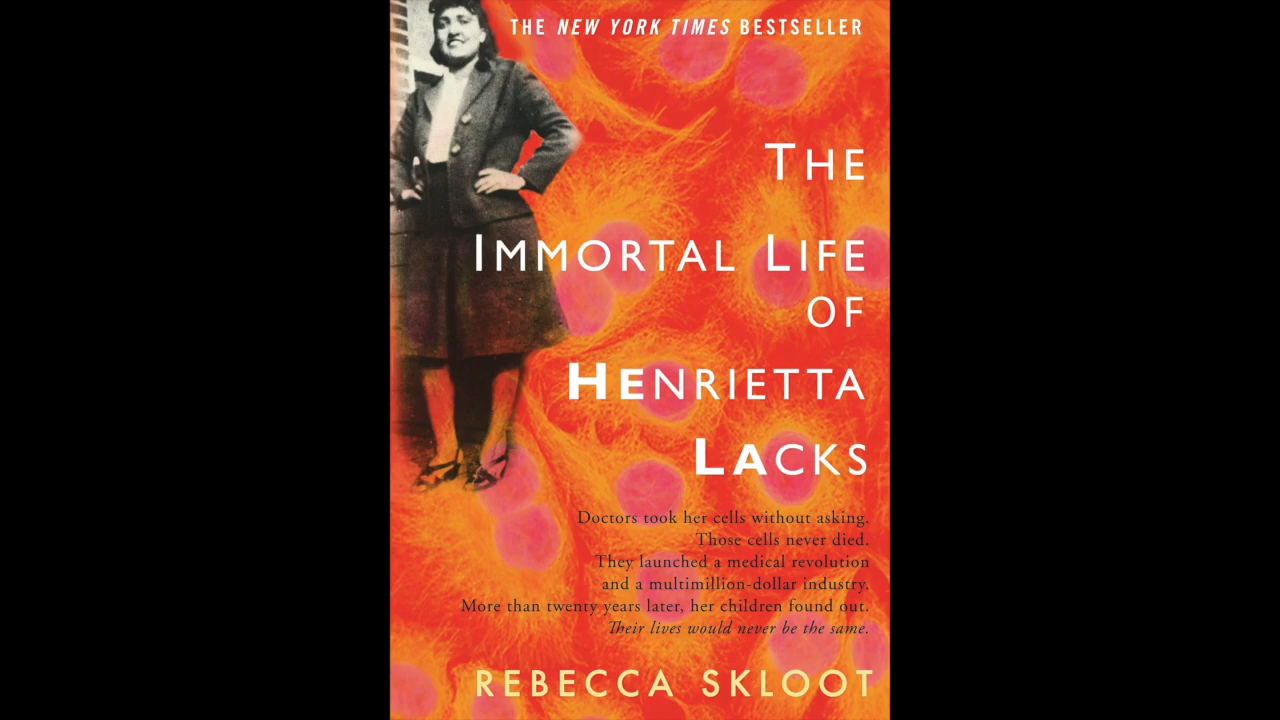 THE NEW YORK TIMES BESTSELLER
THE
IMMORTAL LIFE
OF
HENRIETTA
LACKS
Doctors took her cells without asking.
Those cells never died.
They launched a medical revolution
and a multimillion-dollar industry.
More than twenty years later, her children found out.
Their lives would never be the same.
REBECCA SKLOOT